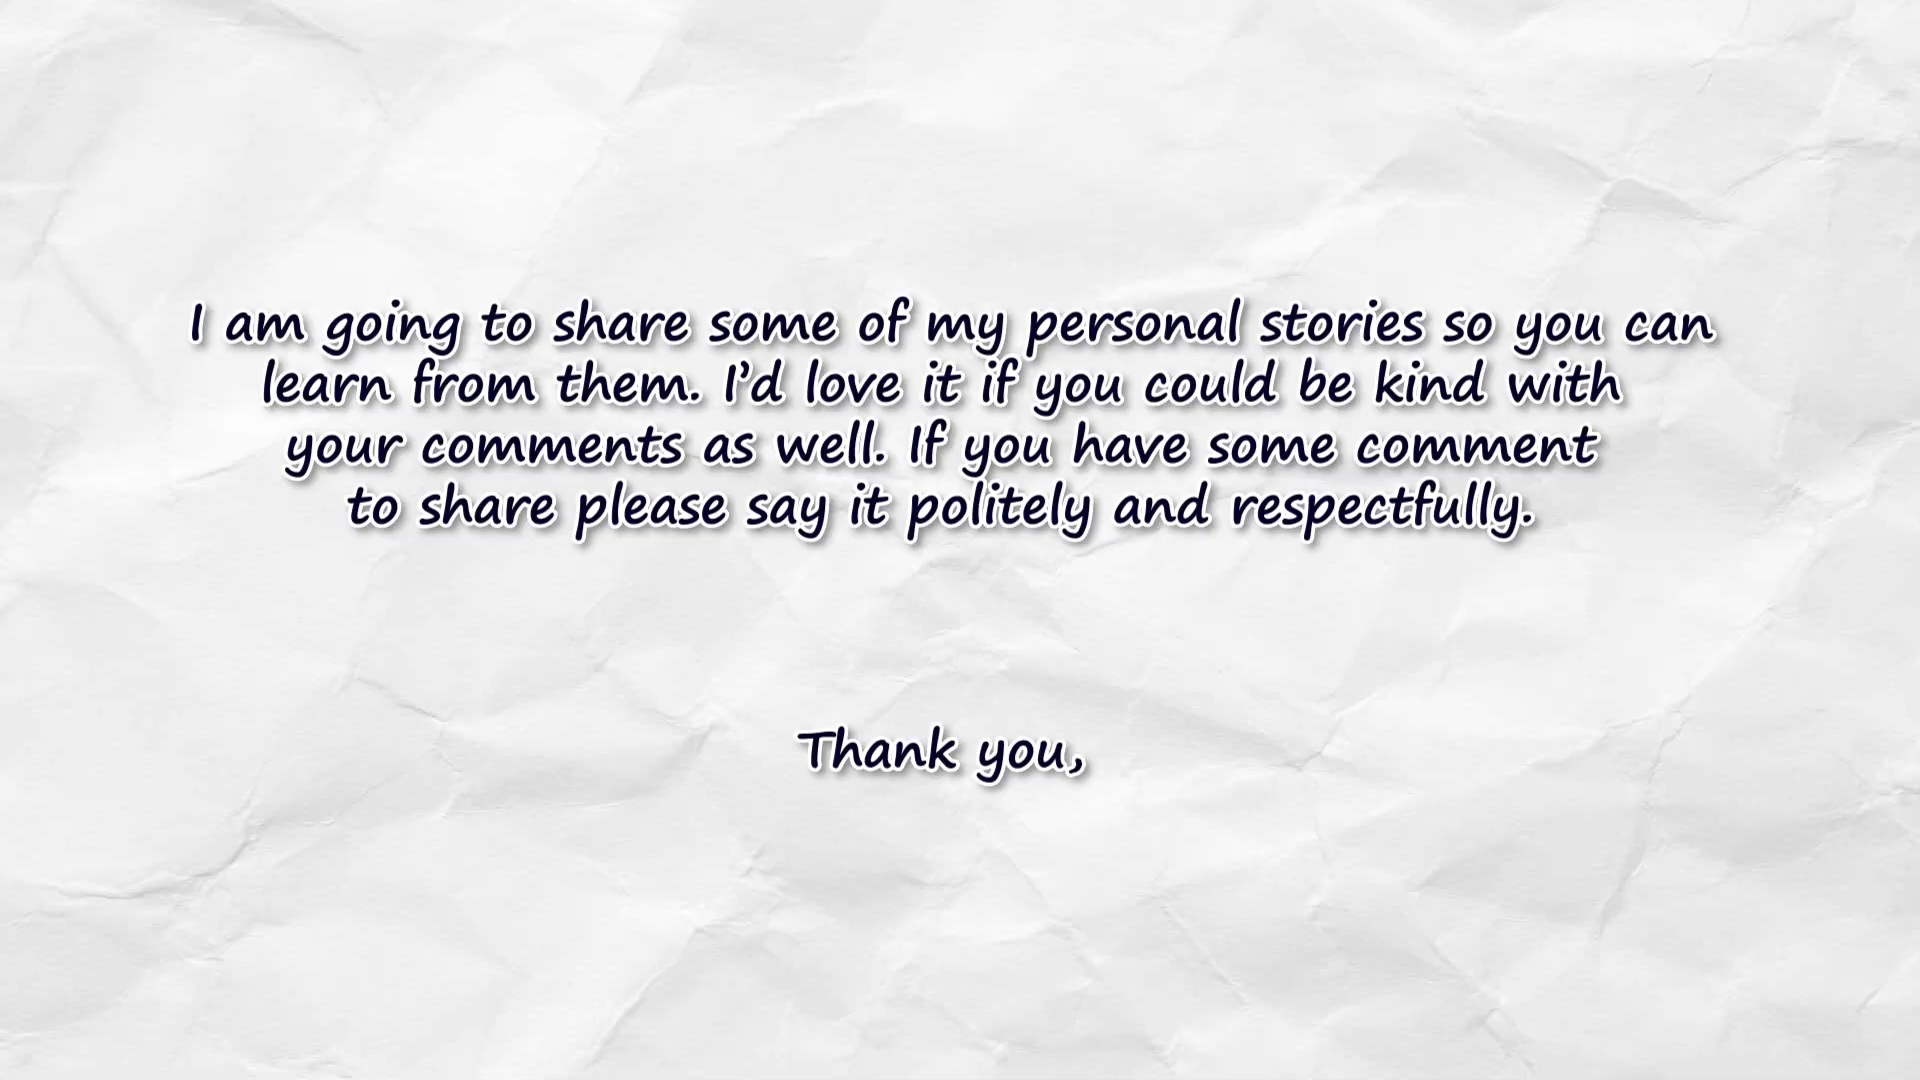 I am going to share some of my personal stories so you can
learn from them. I’d love it if you could be kind with
your comments as well. If you have some comment
to share please say it politely and respectfully.
Thank you,